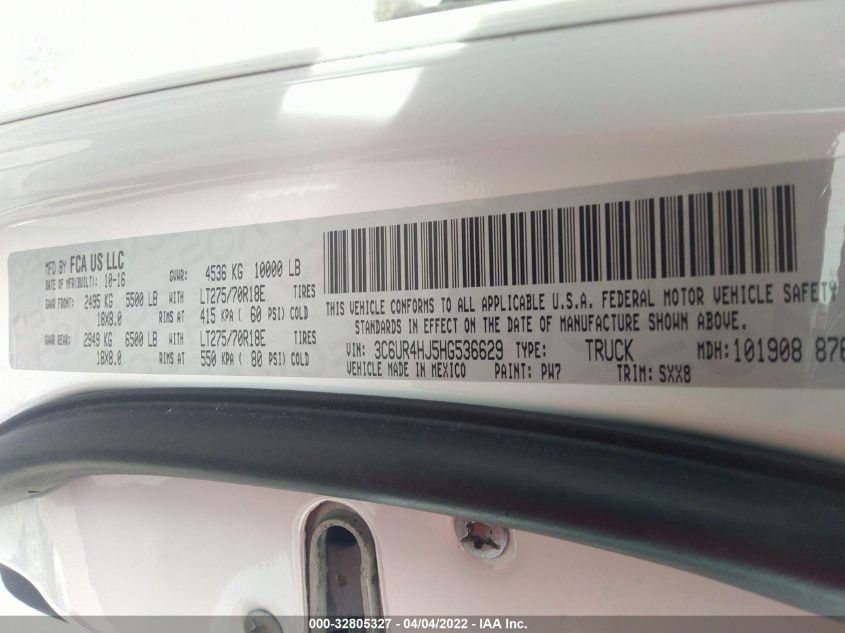 MFD BY FCA US LLC
DATE OF MFR(BUILT): 10-16 GVWR: 4536 KG 10000 LB
GAWR FRONT: 2495 KG 5500 LB WITH LT275/70R18E TIRES
18X8.0 RIMS AT 415 KPA ( 60 PSI) COLD
GAWR REAR: 2949 KG 6500 LB WITH LT275/70R18E TIRES
18X8.0 RIMS AT 550 KPA ( 80 PSI) COLD
THIS VEHICLE CONFORMS TO ALL APPLICABLE U.S.A. FEDERAL MOTOR VEHICLE SAFETY
STANDARDS IN EFFECT ON THE DATE OF MANUFACTURE SHOWN ABOVE.
VIN: 3C6UR4HJ5HG536629 TYPE: TRUCK MDH: 101908 876
VEHICLE MADE IN MEXICO PAINT: PW7 TRIM: SXX8
000-32805327 - 04/04/2022 - IAA Inc.